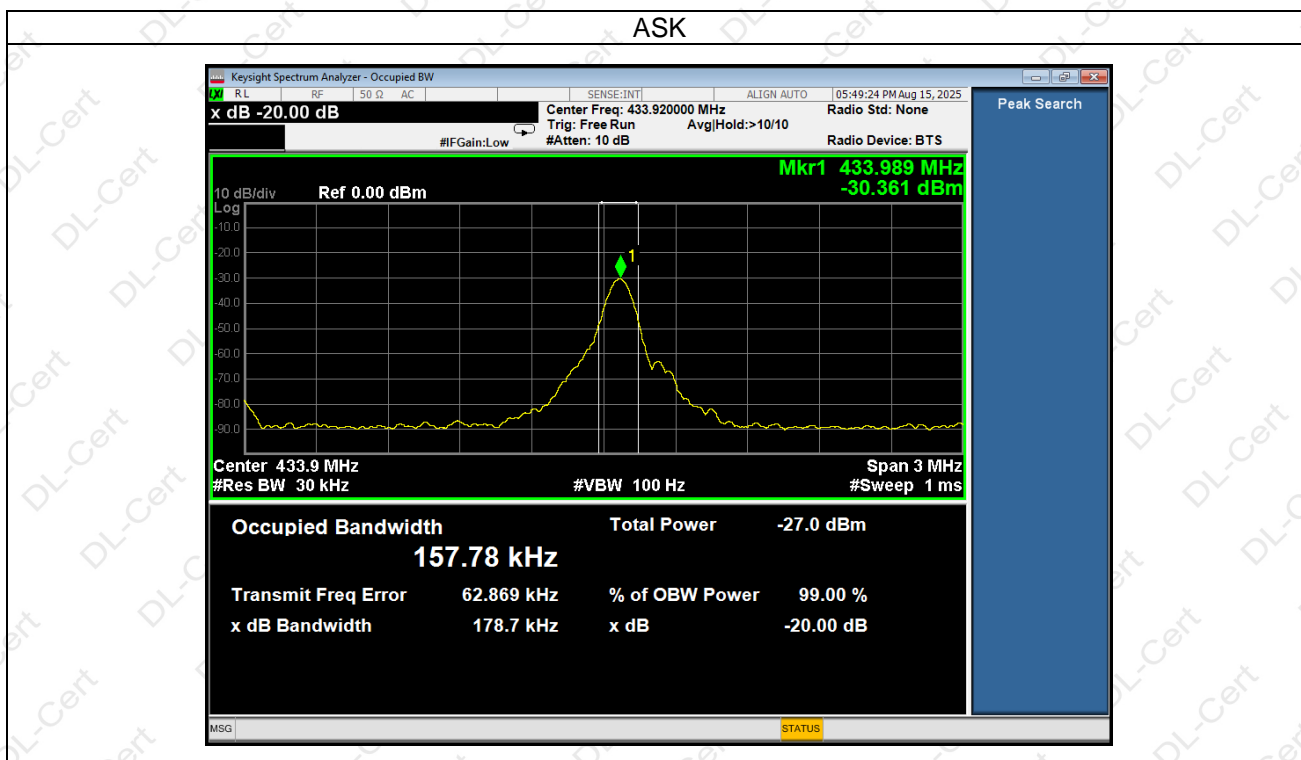 ASK
Keysight Spectrum Analyzer - Occupied BW
LXI RL RF 50 Ω AC SENSE:INT ALIGN AUTO 05:49:24 PM Aug 15, 2025
x dB -20.00 dB
Center Freq: 433.920000 MHz Radio Std: None
Trig: Free Run Avg|Hold:>10/10
#IFGain:Low #Atten: 10 dB Radio Device: BTS
Peak Search
Mkr1 433.989 MHz
-30.361 dBm
10 dB/div Ref 0.00 dBm
Log
-10.0
-20.0
1
-30.0
-40.0
-50.0
-60.0
-70.0
-80.0
-90.0
Center 433.9 MHz Span 3 MHz
#Res BW 30 kHz #VBW 100 Hz #Sweep 1 ms
Occupied Bandwidth Total Power -27.0 dBm
157.78 kHz
Transmit Freq Error 62.869 kHz % of OBW Power 99.00 %
x dB Bandwidth 178.7 kHz x dB -20.00 dB
MSG STATUS
DL-Cert